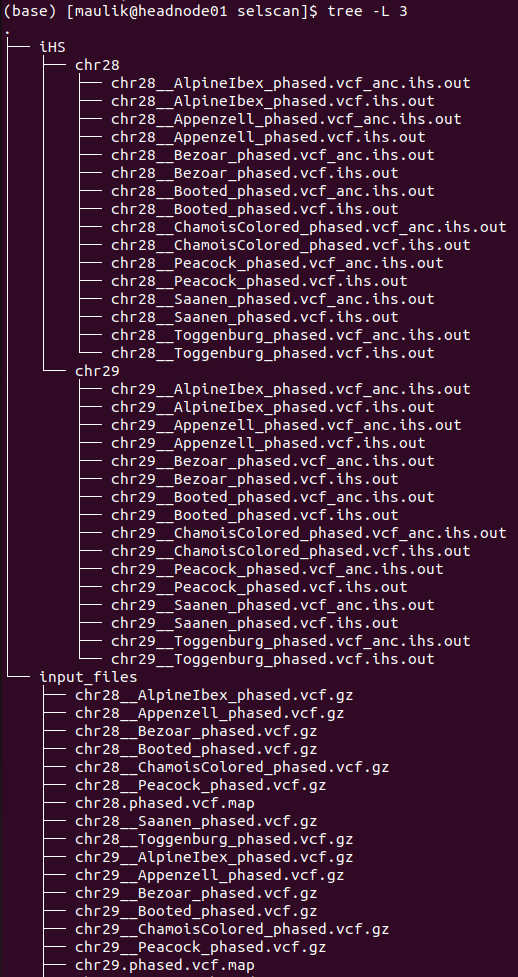 (base) [maulik@headnode01 selscan]$ tree -L 3
.
├── iHS
│   ├── chr28
│   │   ├── chr28__AlpineIbex_phased.vcf_anc.ihs.out
│   │   ├── chr28__AlpineIbex_phased.vcf.ihs.out
│   │   ├── chr28__Appenzell_phased.vcf_anc.ihs.out
│   │   ├── chr28__Appenzell_phased.vcf.ihs.out
│   │   ├── chr28__Bezoar_phased.vcf_anc.ihs.out
│   │   ├── chr28__Bezoar_phased.vcf.ihs.out
│   │   ├── chr28__Booted_phased.vcf_anc.ihs.out
│   │   ├── chr28__Booted_phased.vcf.ihs.out
│   │   ├── chr28__ChamoisColored_phased.vcf_anc.ihs.out
│   │   ├── chr28__ChamoisColored_phased.vcf.ihs.out
│   │   ├── chr28__Peacock_phased.vcf_anc.ihs.out
│   │   ├── chr28__Peacock_phased.vcf.ihs.out
│   │   ├── chr28__Saanen_phased.vcf_anc.ihs.out
│   │   ├── chr28__Saanen_phased.vcf.ihs.out
│   │   ├── chr28__Toggenburg_phased.vcf_anc.ihs.out
│   │   └── chr28__Toggenburg_phased.vcf.ihs.out
│   └── chr29
│       ├── chr29__AlpineIbex_phased.vcf_anc.ihs.out
│       ├── chr29__AlpineIbex_phased.vcf.ihs.out
│       ├── chr29__Appenzell_phased.vcf_anc.ihs.out
│       ├── chr29__Appenzell_phased.vcf.ihs.out
│       ├── chr29__Bezoar_phased.vcf_anc.ihs.out
│       ├── chr29__Bezoar_phased.vcf.ihs.out
│       ├── chr29__Booted_phased.vcf_anc.ihs.out
│       ├── chr29__Booted_phased.vcf.ihs.out
│       ├── chr29__ChamoisColored_phased.vcf_anc.ihs.out
│       ├── chr29__ChamoisColored_phased.vcf.ihs.out
│       ├── chr29__Peacock_phased.vcf_anc.ihs.out
│       ├── chr29__Peacock_phased.vcf.ihs.out
│       ├── chr29__Saanen_phased.vcf_anc.ihs.out
│       ├── chr29__Saanen_phased.vcf.ihs.out
│       ├── chr29__Toggenburg_phased.vcf_anc.ihs.out
│       └── chr29__Toggenburg_phased.vcf.ihs.out
└── input_files
    ├── chr28__AlpineIbex_phased.vcf.gz
    ├── chr28__Appenzell_phased.vcf.gz
    ├── chr28__Bezoar_phased.vcf.gz
    ├── chr28__Booted_phased.vcf.gz
    ├── chr28__ChamoisColored_phased.vcf.gz
    ├── chr28__Peacock_phased.vcf.gz
    ├── chr28.phased.vcf.map
    ├── chr28__Saanen_phased.vcf.gz
    ├── chr28__Toggenburg_phased.vcf.gz
    ├── chr29__AlpineIbex_phased.vcf.gz
    ├── chr29__Appenzell_phased.vcf.gz
    ├── chr29__Bezoar_phased.vcf.gz
    ├── chr29__Booted_phased.vcf.gz
    ├── chr29__ChamoisColored_phased.vcf.gz
    ├── chr29__Peacock_phased.vcf.gz
    ├── chr29.phased.vcf.map